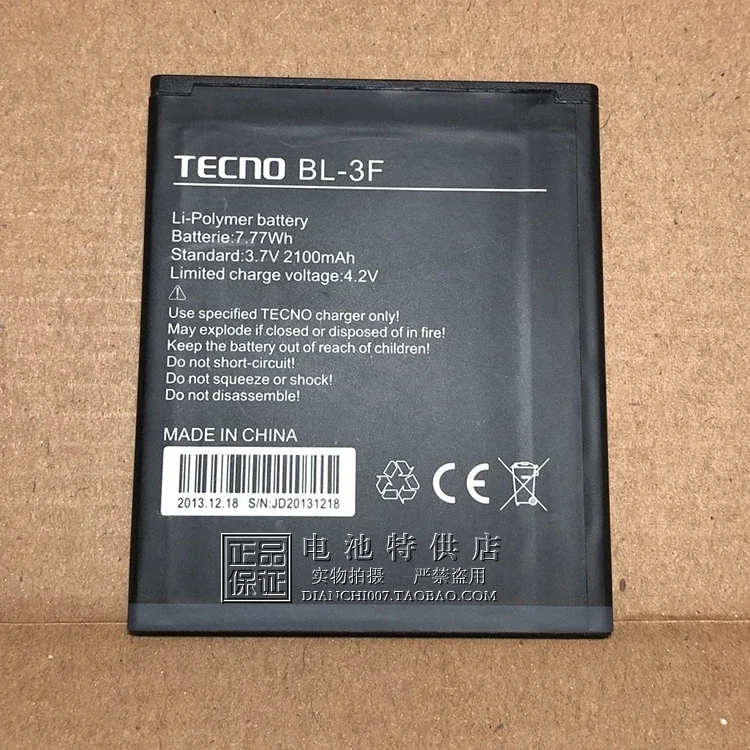 TECNO BL-3F
Li-Polymer battery
Batterie:7.77Wh
Standard:3.7V 2100mAh
Limited charge voltage:4.2V
Use specified TECNO charger only!
May explode if closed or disposed of in fire!
Keep the battery out of reach of children!
Do not short-circuit!
Do not squeeze or shock!
Do not disassemble!
MADE IN CHINA
2013.12.18 S/N:JD20131218
正品
保证
电池特供店
实物拍摄 严禁盗用
DIANCHI007.TAOBAO.COM